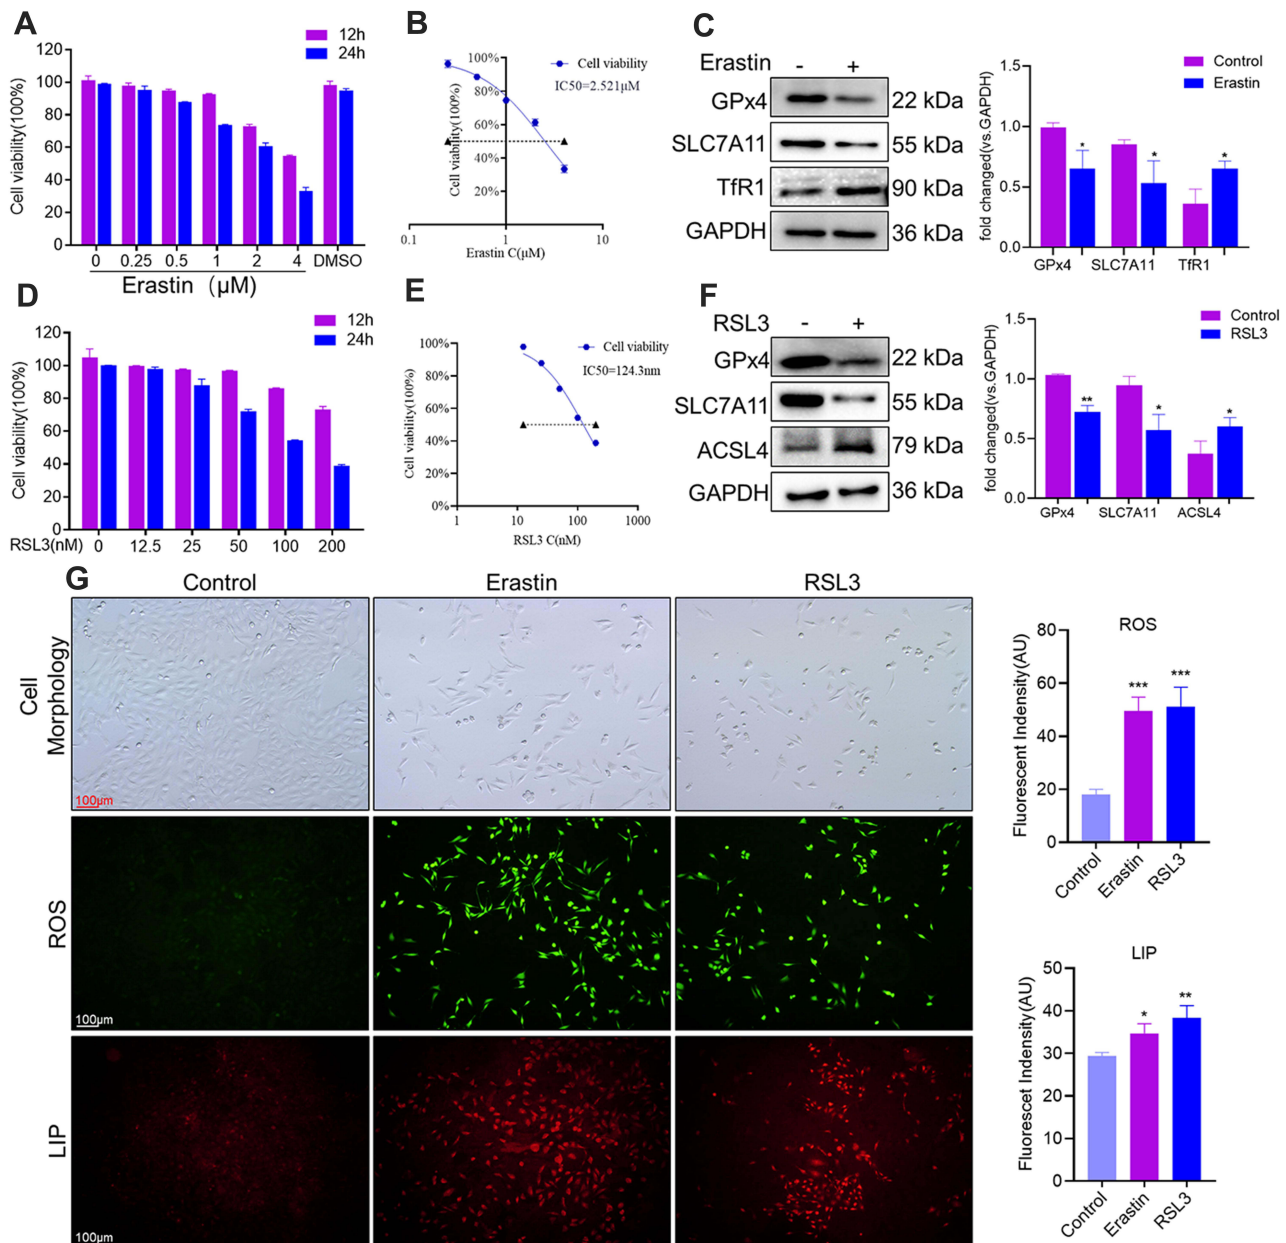 A
12h
24h
Cell viability(100%)
120
100
80
60
40
20
0
0 0.25 0.5 1 2 4 DMSO
Erastin (μM)
B
Cell viability
IC50=2.521μM
Cell viability(100%)
100%
80%
60%
40%
20%
0.1 1 10
Erastin C(μM)
C
Erastin - +
GPx4 22 kDa
SLC7A11 55 kDa
TfR1 90 kDa
GAPDH 36 kDa
Control
Erastin
fold changed(vs.GAPDH)
1.5
1.0
0.5
0.0
* * *
GPx4 SLC7A11 TfR1
D
12h
24h
Cell viability(100%)
120
100
80
60
40
20
0
RSL3(nM) 0 12.5 25 50 100 200
E
Cell viability
IC50=124.3nm
Cell viability(100%)
100%
80%
60%
40%
20%
0%
1 10 100 1000
RSL3 C(nM)
F
RSL3 - +
GPx4 22 kDa
SLC7A11 55 kDa
ACSL4 79 kDa
GAPDH 36 kDa
Control
RSL3
fold changed(vs.GAPDH)
1.5
1.0
0.5
0.0
** * *
GPx4 SLC7A11 ACSL4
G
Control Erastin RSL3
Cell
Morphology
100μm
ROS
100μm
LIP
100μm
ROS
Fluorescent Indensity(AU)
80
60
40
20
0
*** ***
Control Erastin RSL3
LIP
Fluorescet Indensity(AU)
50
40
30
20
10
0
* **
Control Erastin RSL3